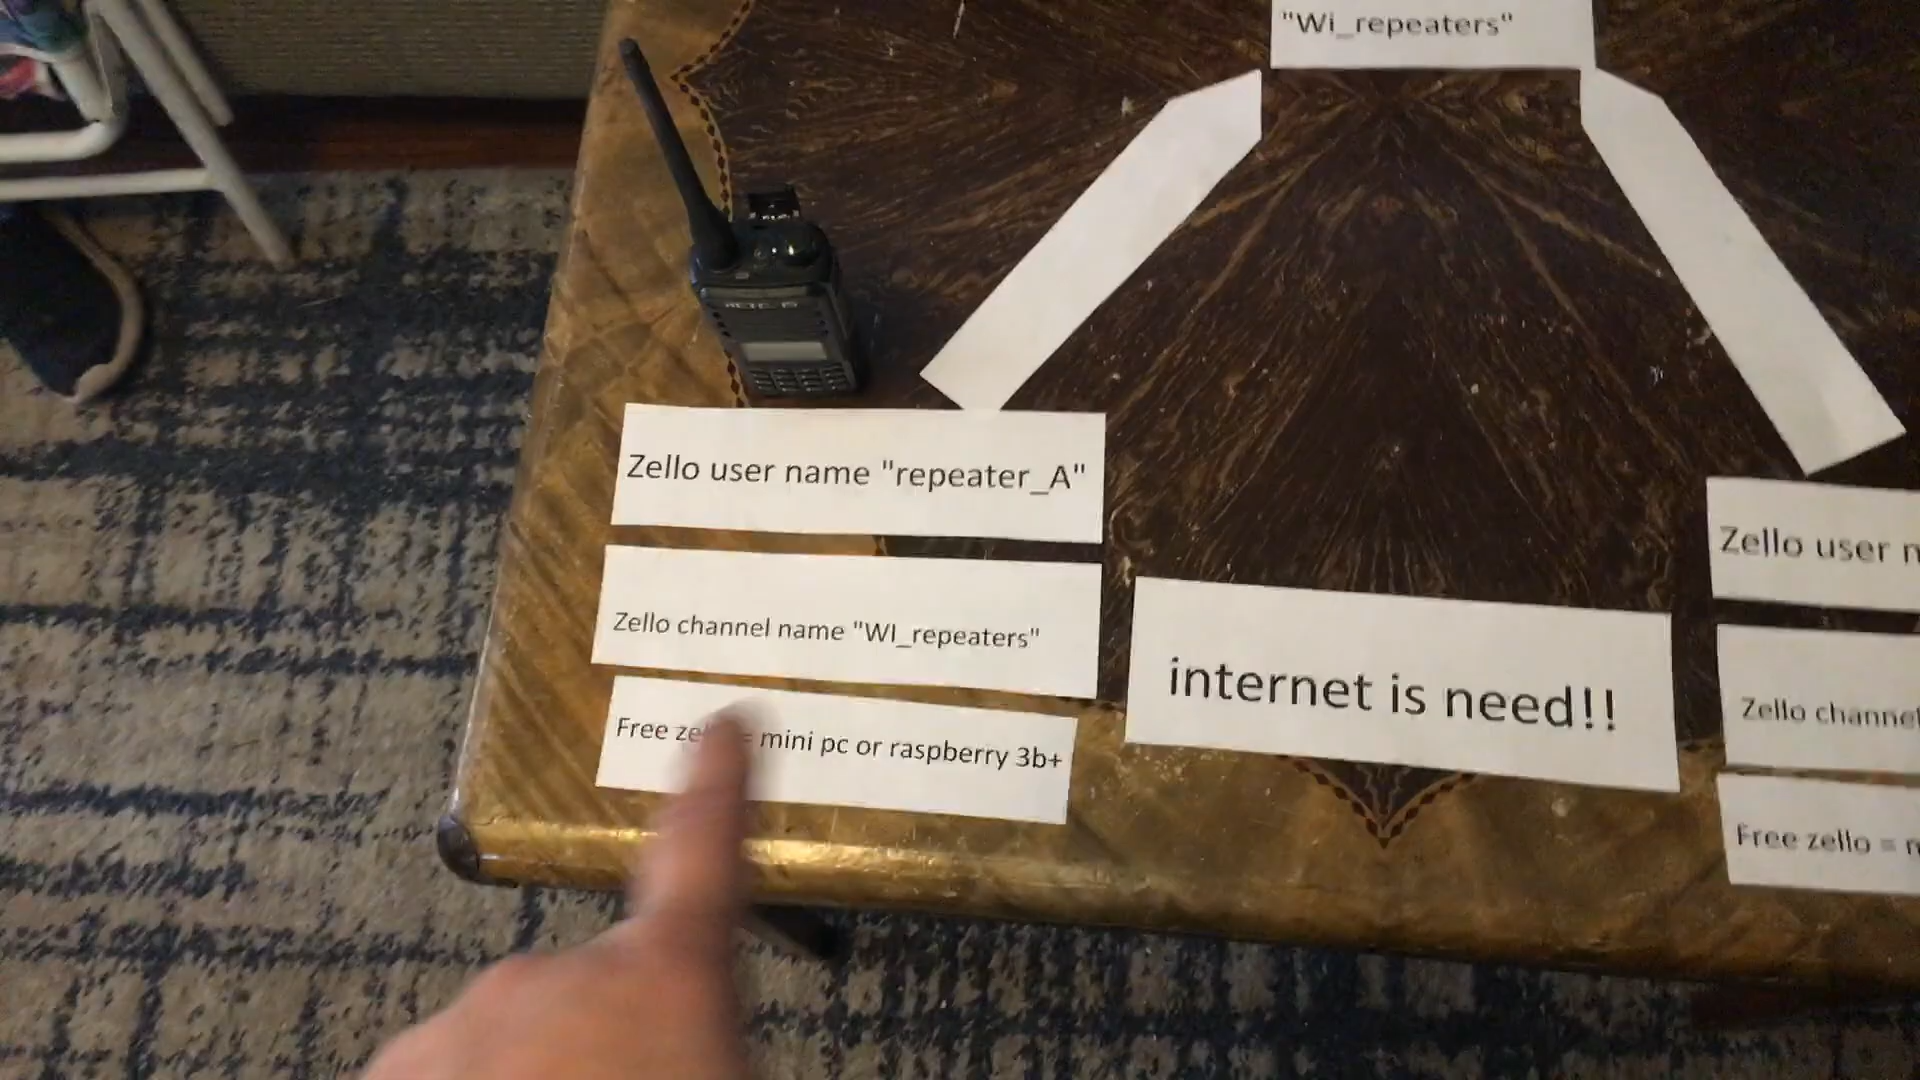 "Wi_repeaters"
Zello user name "repeater_A"
Zello channel name "WI_repeaters"
Free = mini pc or raspberry 3b+
internet is need!!
Zello user
Zello channel
Free zello =